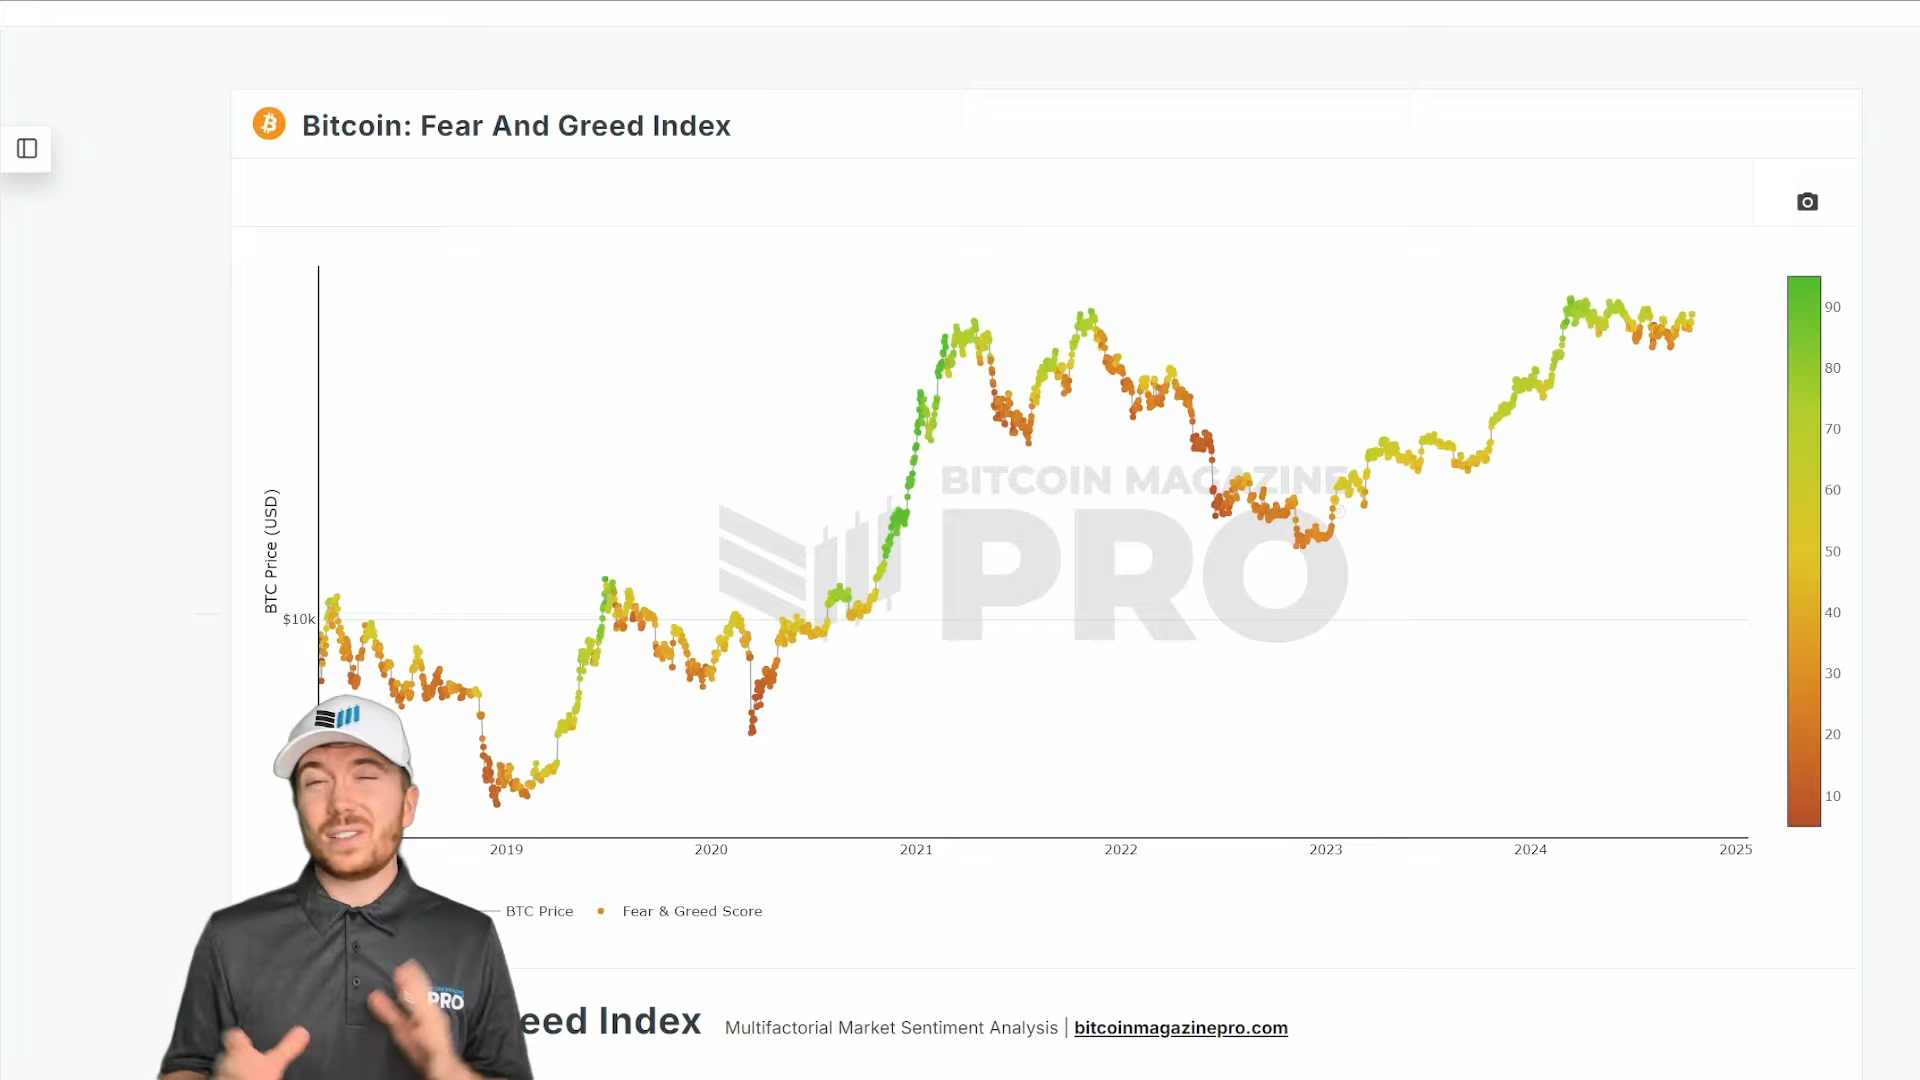 Bitcoin: Fear And Greed Index
90
80
70
60
50
40
30
20
10
BTC Price (USD)
$10k
BITCOIN MAGAZINE
PRO
2019
2020
2021
2022
2023
2024
2025
BTC Price
Fear & Greed Score
PRO
eed Index
Multifactorial Market Sentiment Analysis | bitcoinmagazinepro.com